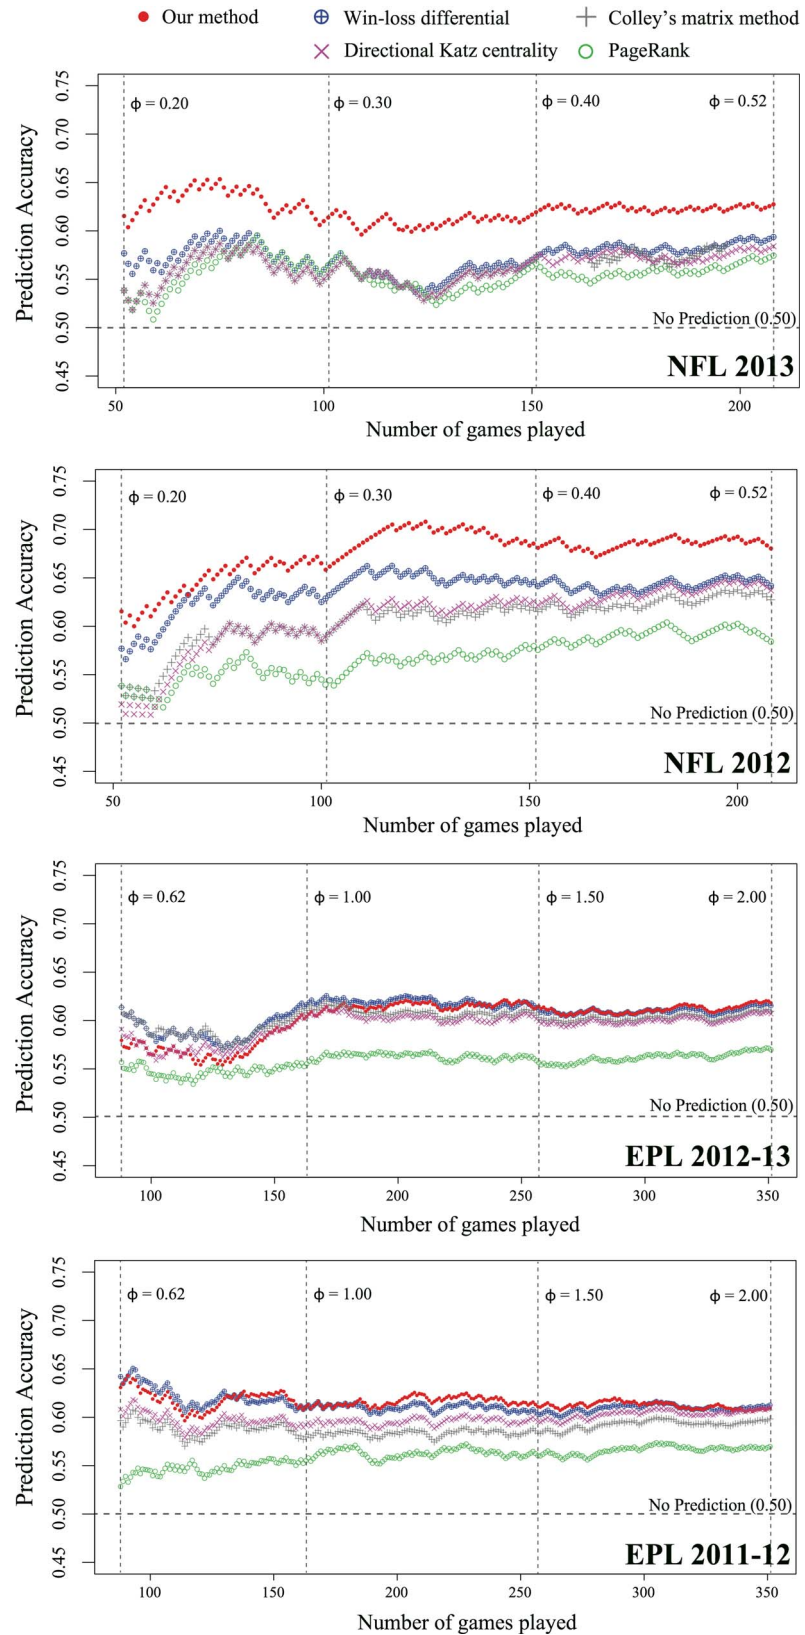 Our method Win-loss differential Colley's matrix method
Directional Katz centrality PageRank
Prediction Accuracy
0.75
0.70
0.65
0.60
0.55
0.50
0.45
ϕ = 0.20 ϕ = 0.30 ϕ = 0.40 ϕ = 0.52
No Prediction (0.50)
NFL 2013
50 100 150 200
Number of games played
Prediction Accuracy
0.75
0.70
0.65
0.60
0.55
0.50
0.45
ϕ = 0.20 ϕ = 0.30 ϕ = 0.40 ϕ = 0.52
No Prediction (0.50)
NFL 2012
50 100 150 200
Number of games played
Prediction Accuracy
0.75
0.70
0.65
0.60
0.55
0.50
0.45
ϕ = 0.62 ϕ = 1.00 ϕ = 1.50 ϕ = 2.00
No Prediction (0.50)
EPL 2012-13
100 150 200 250 300 350
Number of games played
Prediction Accuracy
0.75
0.70
0.65
0.60
0.55
0.50
0.45
ϕ = 0.62 ϕ = 1.00 ϕ = 1.50 ϕ = 2.00
No Prediction (0.50)
EPL 2011-12
100 150 200 250 300 350
Number of games played